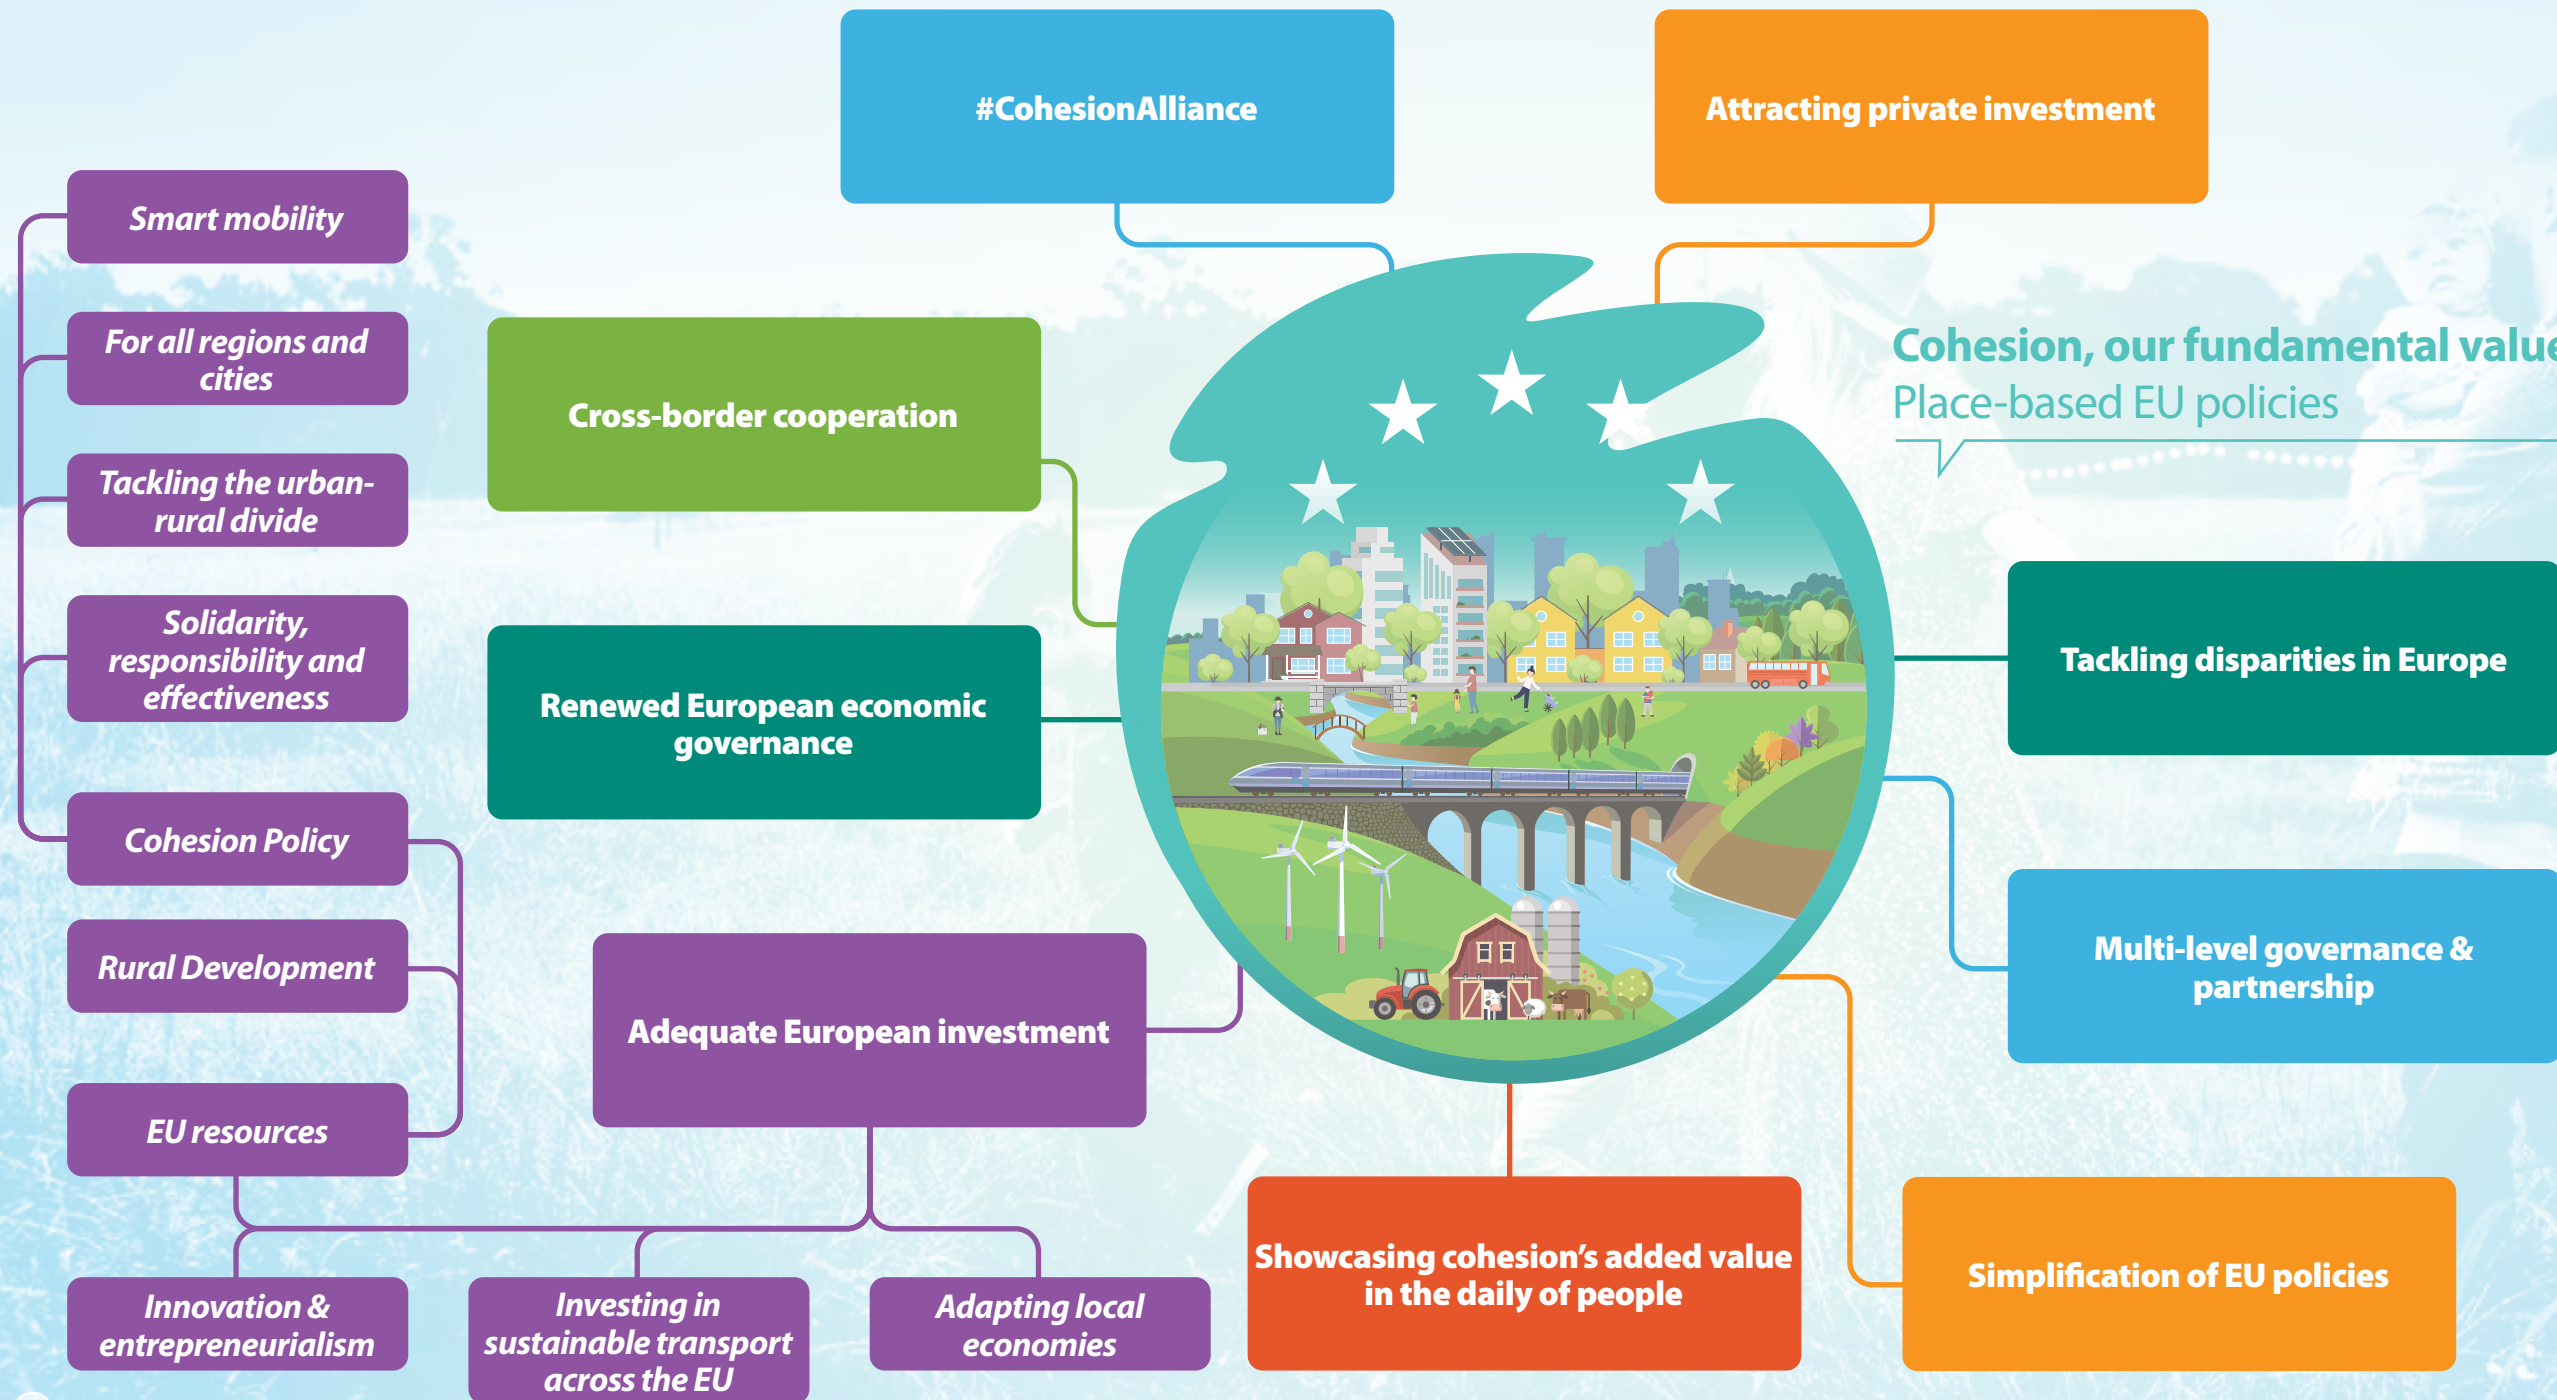 #CohesionAlliance
Attracting private investment
Smart mobility
For all regions and
cities
Tackling the urban-
rural divide
Solidarity,
responsibility and
effectiveness
Cohesion Policy
Rural Development
EU resources
Cross-border cooperation
Renewed European economic
governance
Adequate European investment
Innovation &
entrepreneurialism
Investing in
sustainable transport
across the EU
Adapting local
economies
Cohesion, our fundamental value
Place-based EU policies
Tackling disparities in Europe
Multi-level governance &
partnership
Showcasing cohesion’s added value
in the daily of people
Simplification of EU policies